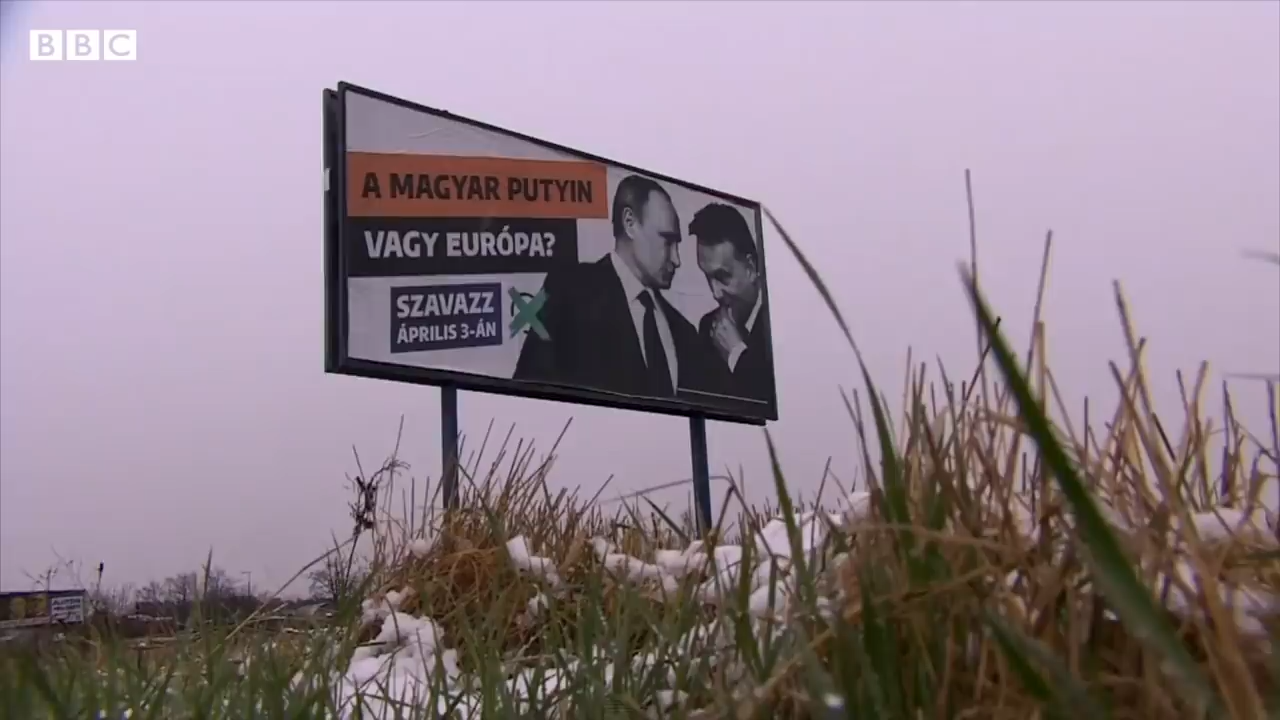 BBC
A MAGYAR PUTYIN
VAGY EURÓPA?
SZAVAZZ
ÁPRILIS 3-ÁN